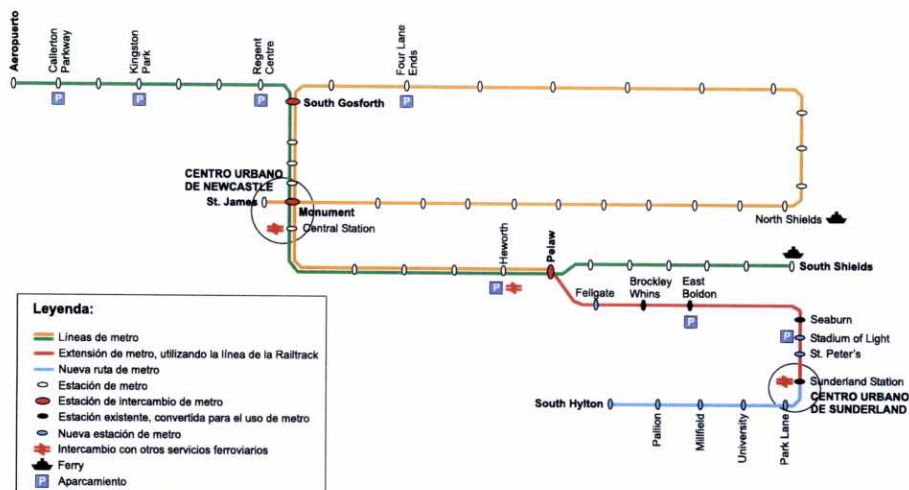 Aeropuerto
Callerton
Parkway
Kingston
Park
Regent
Centre
Four Lane
Ends
P
P
P
P
South Gosforth
CENTRO URBANO
DE NEWCASTLE
St. James
Monument
Central Station
North Shields
Heworth
Pelaw
P
South Shields
Fellgate
Brockley
Whins
East
Boldon
P
Seaburn
P
Stadium of Light
St. Peter's
Sunderland Station
CENTRO URBANO
DE SUNDERLAND
South Hylton
Pallion
Millfield
University
Park Lane
Leyenda:
Líneas de metro
Extensión de metro, utilizando la línea de la Railtrack
Nueva ruta de metro
Estación de metro
Estación de intercambio de metro
Estación existente, convertida para el uso de metro
Nueva estación de metro
Intercambio con otros servicios ferroviarios
Ferry
P Aparcamiento